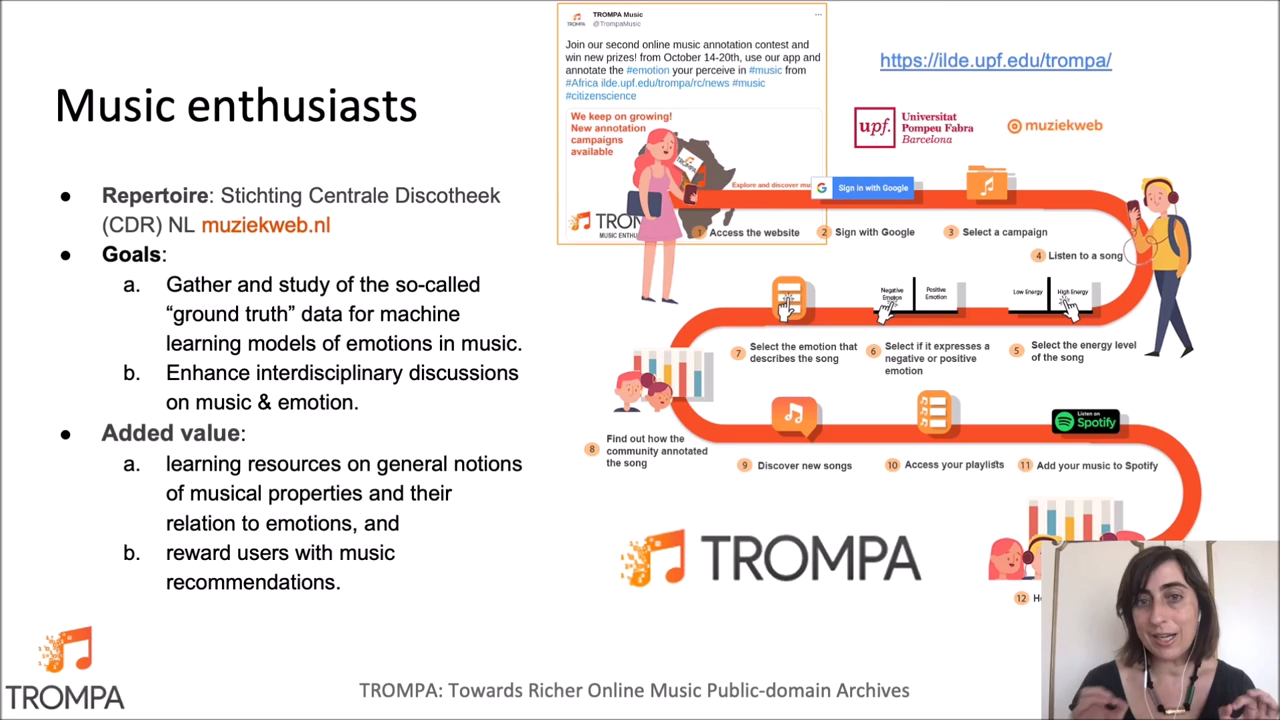 Music enthusiasts
● Repertoire: Stichting Centrale Discotheek
(CDR) NL muziekweb.nl
● Goals:
a. Gather and study of the so-called
“ground truth” data for machine
learning models of emotions in music.
b. Enhance interdisciplinary discussions
on music & emotion.
● Added value:
a. learning resources on general notions
of musical properties and their
relation to emotions, and
b. reward users with music
recommendations.
TROMPA Music
@TrompaMusic
Join our second online music annotation contest and
win new prizes! from October 14-20th, use our app and
annotate the #emotion your perceive in #music from
#Africa ilde.upf.edu/trompa/rc/news #music
#citizenscience
We keep on growing!
New annotation
campaigns
available
Explore and discover
https://ilde.upf.edu/trompa/
upf. Universitat
Pompeu Fabra
Barcelona
muziekweb
G Sign in with Google
1 Access the website
2 Sign with Google
3 Select a campaign
4 Listen to a song
Negative
Emotion
Positive
Emotion
Low Energy
High Energy
7 Select the emotion that
describes the song
6 Select if it expresses a
negative or positive
emotion
5 Select the energy level
of the song
Listen on
Spotify
8 Find out how the
community annotated
the song
9 Discover new songs
10 Access your playlists
11 Add your music to Spotify
12
TROMPA
TROMPA
TROMPA: Towards Richer Online Music Public-domain Archives